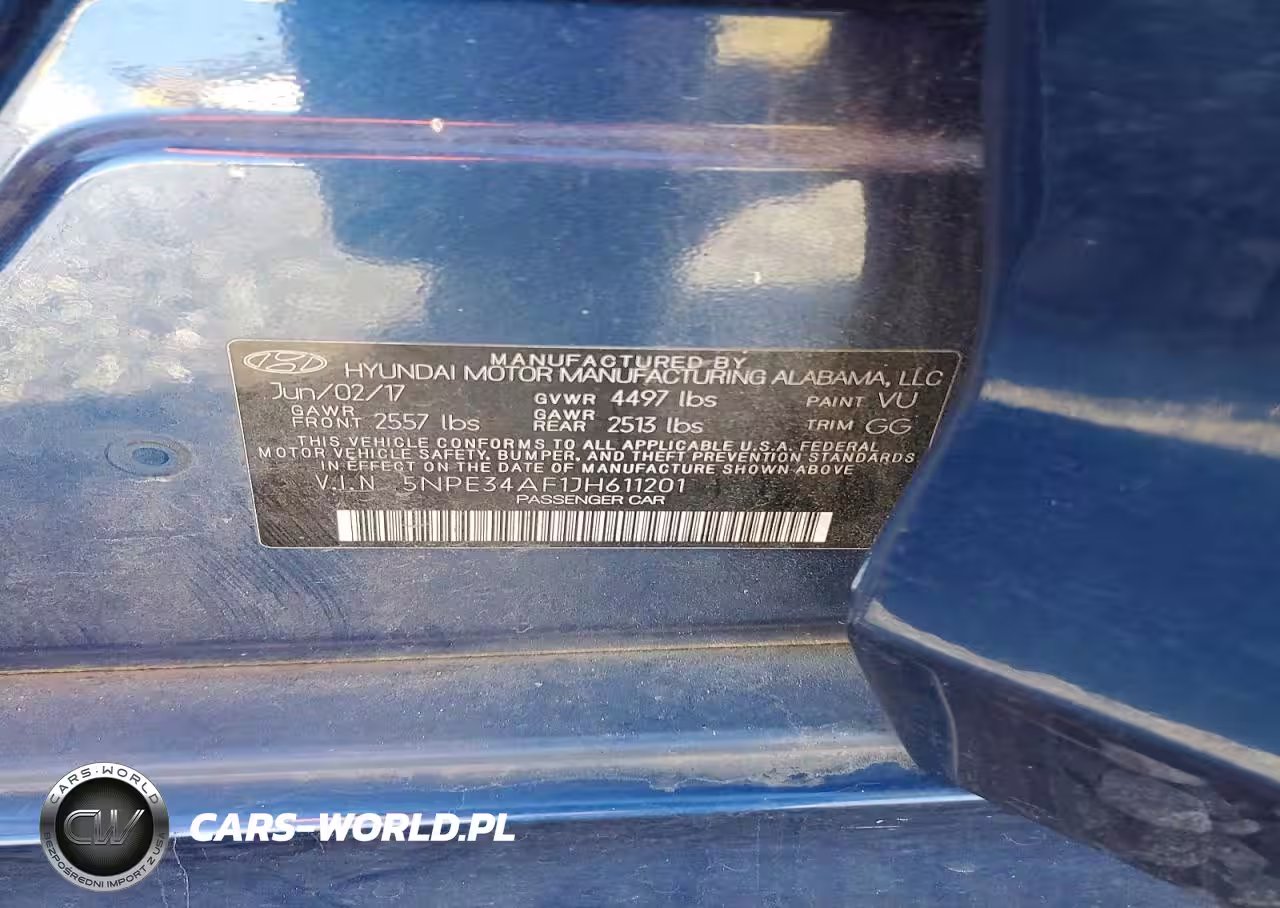 MANUFACTURED BY
HYUNDAI MOTOR MANUFACTURING ALABAMA, LLC
Jun/02/17 GVWR 4497 lbs PAINT VU
GAWR FRONT 2557 lbs GAWR REAR 2513 lbs TRIM GG
THIS VEHICLE CONFORMS TO ALL APPLICABLE U.S.A. FEDERAL
MOTOR VEHICLE SAFETY, BUMPER, AND THEFT PREVENTION STANDARDS
IN EFFECT ON THE DATE OF MANUFACTURE SHOWN ABOVE
V.I.N 5NPE34AF1JH611201
PASSENGER CAR
CARS-WORLD
CW
BEZPOŚREDNI IMPORT Z USA
CARS-WORLD.PL